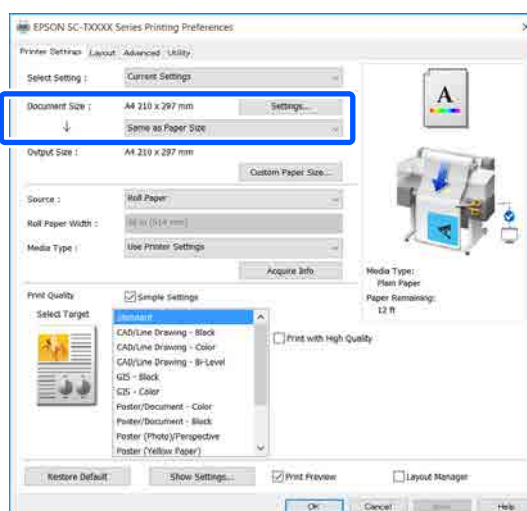 EPSON SC-TXXXX Series Printing Preferences
Printer Settings Layout Advanced Utility
Select Setting : Current Settings
Document Size : A4 210 x 297 mm Settings...
↓ Same as Paper Size
Output Size : A4 210 x 297 mm
Custom Paper Size...
Source : Roll Paper
Roll Paper Width :
Media Type : Use Printer Settings
Acquire Info
Media Type:
Plain Paper
Paper Remaining:
12 ft
Print Quality Simple Settings
Select Target Standard
CAD/Line Drawing - Black
CAD/Line Drawing - Color
CAD/Line Drawing - Bi-Level
GIS - Black
GIS - Color
Poster/Document - Color
Poster/Document - Black
Poster (Photo)/Perspective
Poster (Yellow Paper)
Print with High Quality
Restore Default Show Settings... Print Preview Layout Manager
OK Cancel Help
A
A